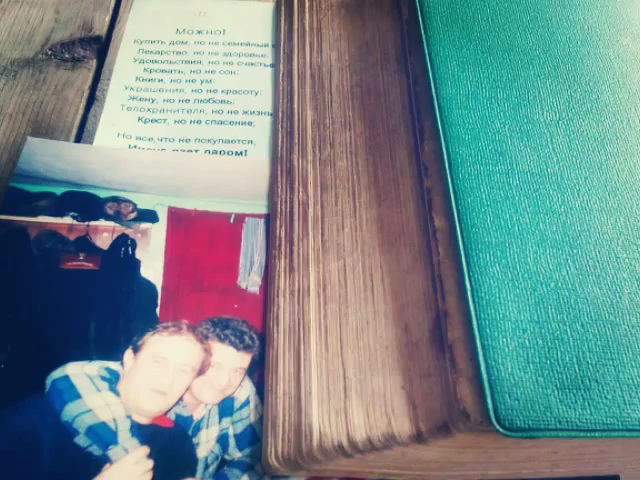 Можно!
Купить дом, но не семейный
Лекарство, но не здоровье;
Удовольствия, но не счастье
Кровать, но не сон;
Книги, но не ум;
Украшения, но не красоту;
Жену, но не любовь;
Телохранителя, но не жизнь
Крест, но не спасение;
Но все,что не покупается,
дает даром!